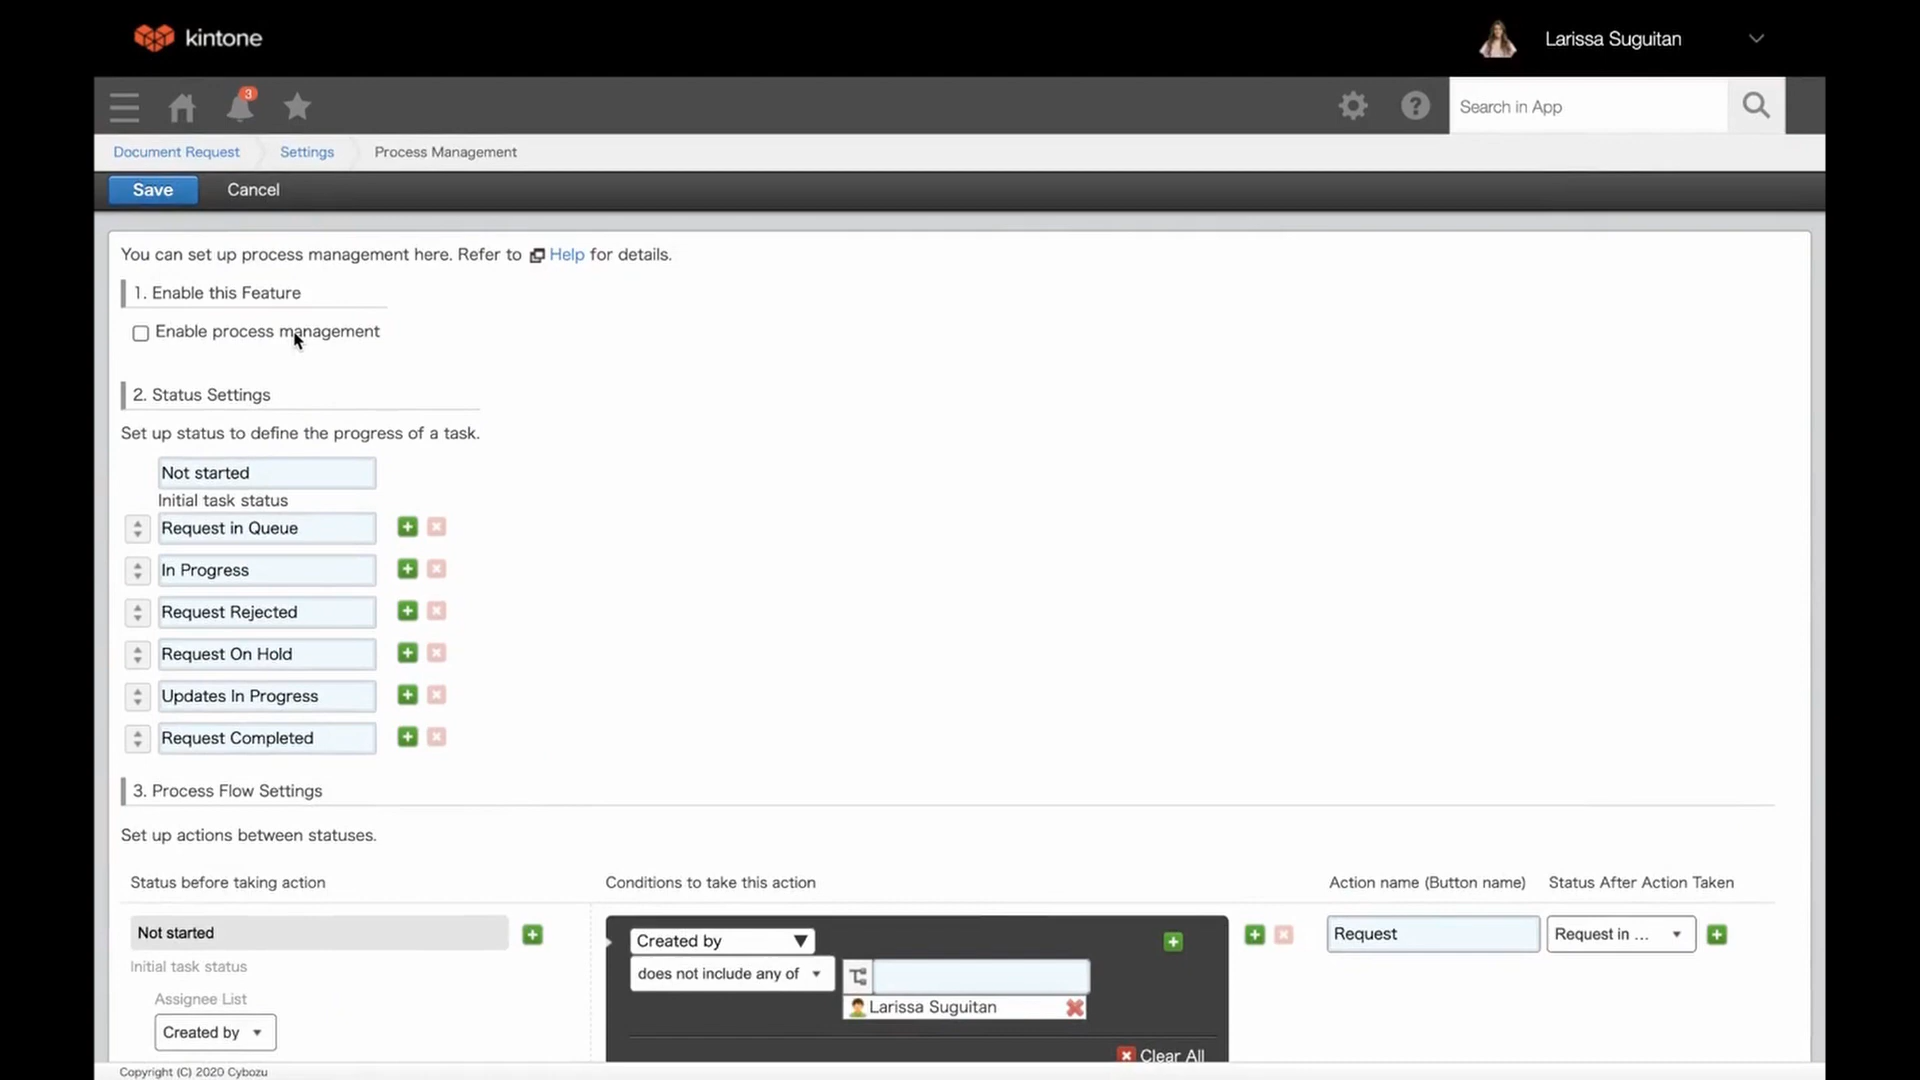 kintone
Larissa Suguitan
3
Search in App
Document Request
Settings
Process Management
Save
Cancel
You can set up process management here. Refer to Help for details.
1. Enable this Feature
Enable process management
2. Status Settings
Set up status to define the progress of a task.
Not started
Initial task status
Request in Queue
In Progress
Request Rejected
Request On Hold
Updates In Progress
Request Completed
3. Process Flow Settings
Set up actions between statuses.
Status before taking action
Conditions to take this action
Action name (Button name)
Status After Action Taken
Not started
Created by
Request
Request in ...
Initial task status
does not include any of
Assignee List
Larissa Suguitan
Created by
Clear All
Copyright (C) 2020 Cybozu